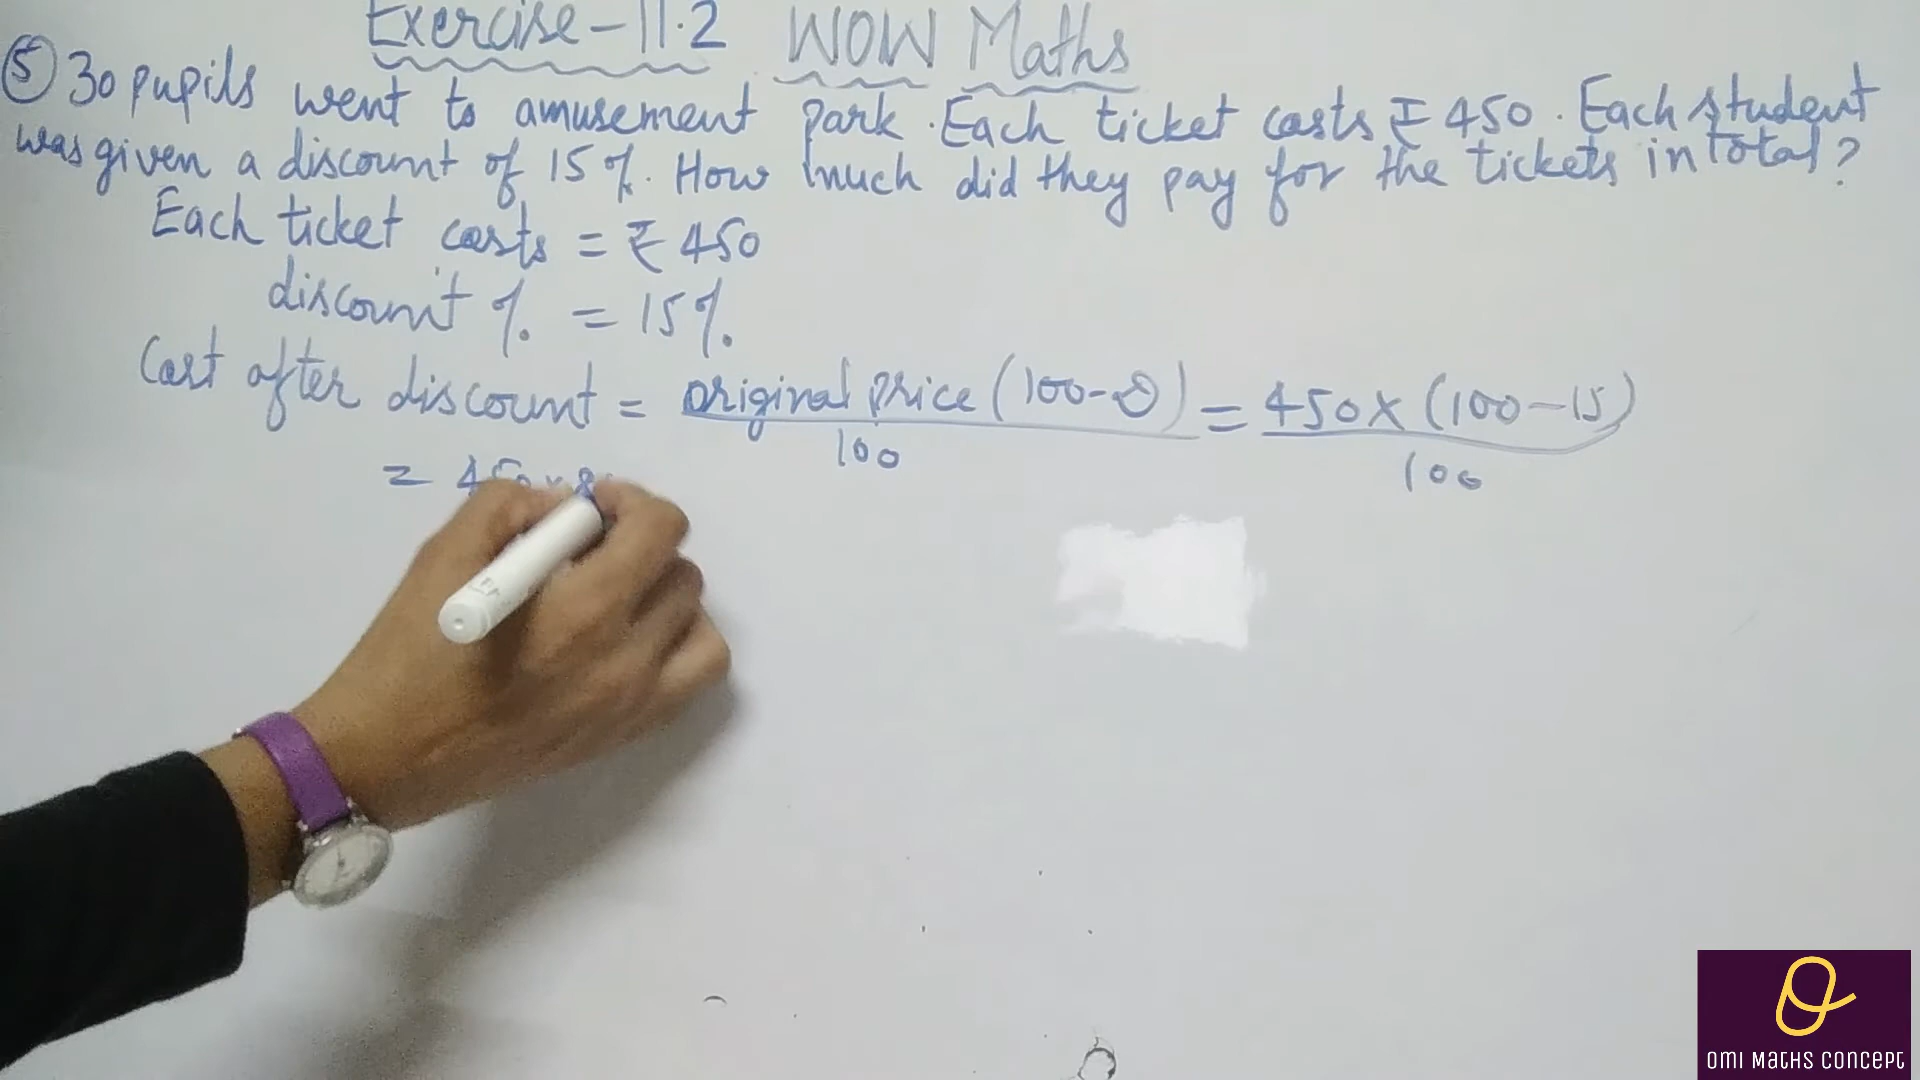 Exercise-11.2 WOW Maths
⑤ 30 pupils went to amusement park. Each ticket costs ₹ 450. Each student
was given a discount of 15%. How much did they pay for the tickets in total?
Each ticket costs = ₹ 450
discount % = 15%.
Cost after discount = original price (100-d) / 100 = 450 x (100-15) / 100
= 450 x 8
OMI MATHS CONCEPT